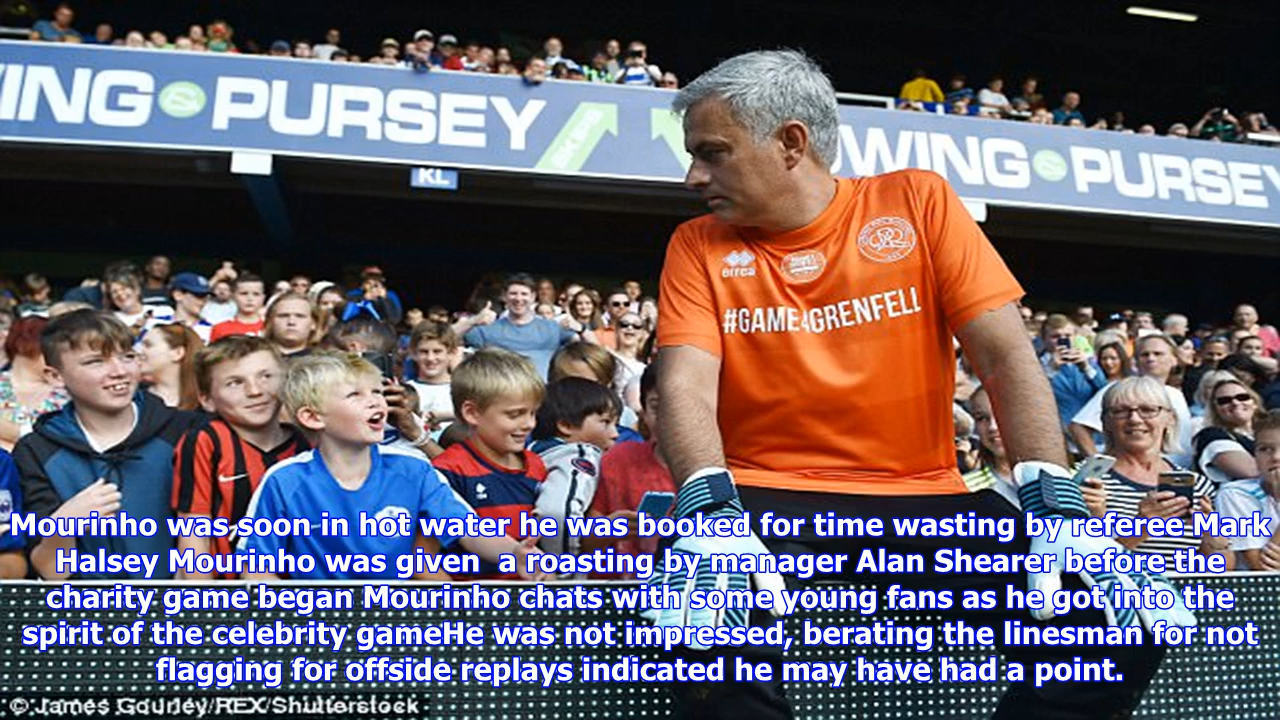 WING & PURSEY
OWING & PURSEY
KL
errea
#GAME4GRENFELL
Mourinho was soon in hot water he was booked for time wasting by referee Mark
Halsey Mourinho was given  a roasting by manager Alan Shearer before the
charity game began Mourinho chats with some young fans as he got into the
spirit of the celebrity gameHe was not impressed, berating the linesman for not
flagging for offside replays indicated he may have had a point.
© James Gourley/REX/Shutterstock